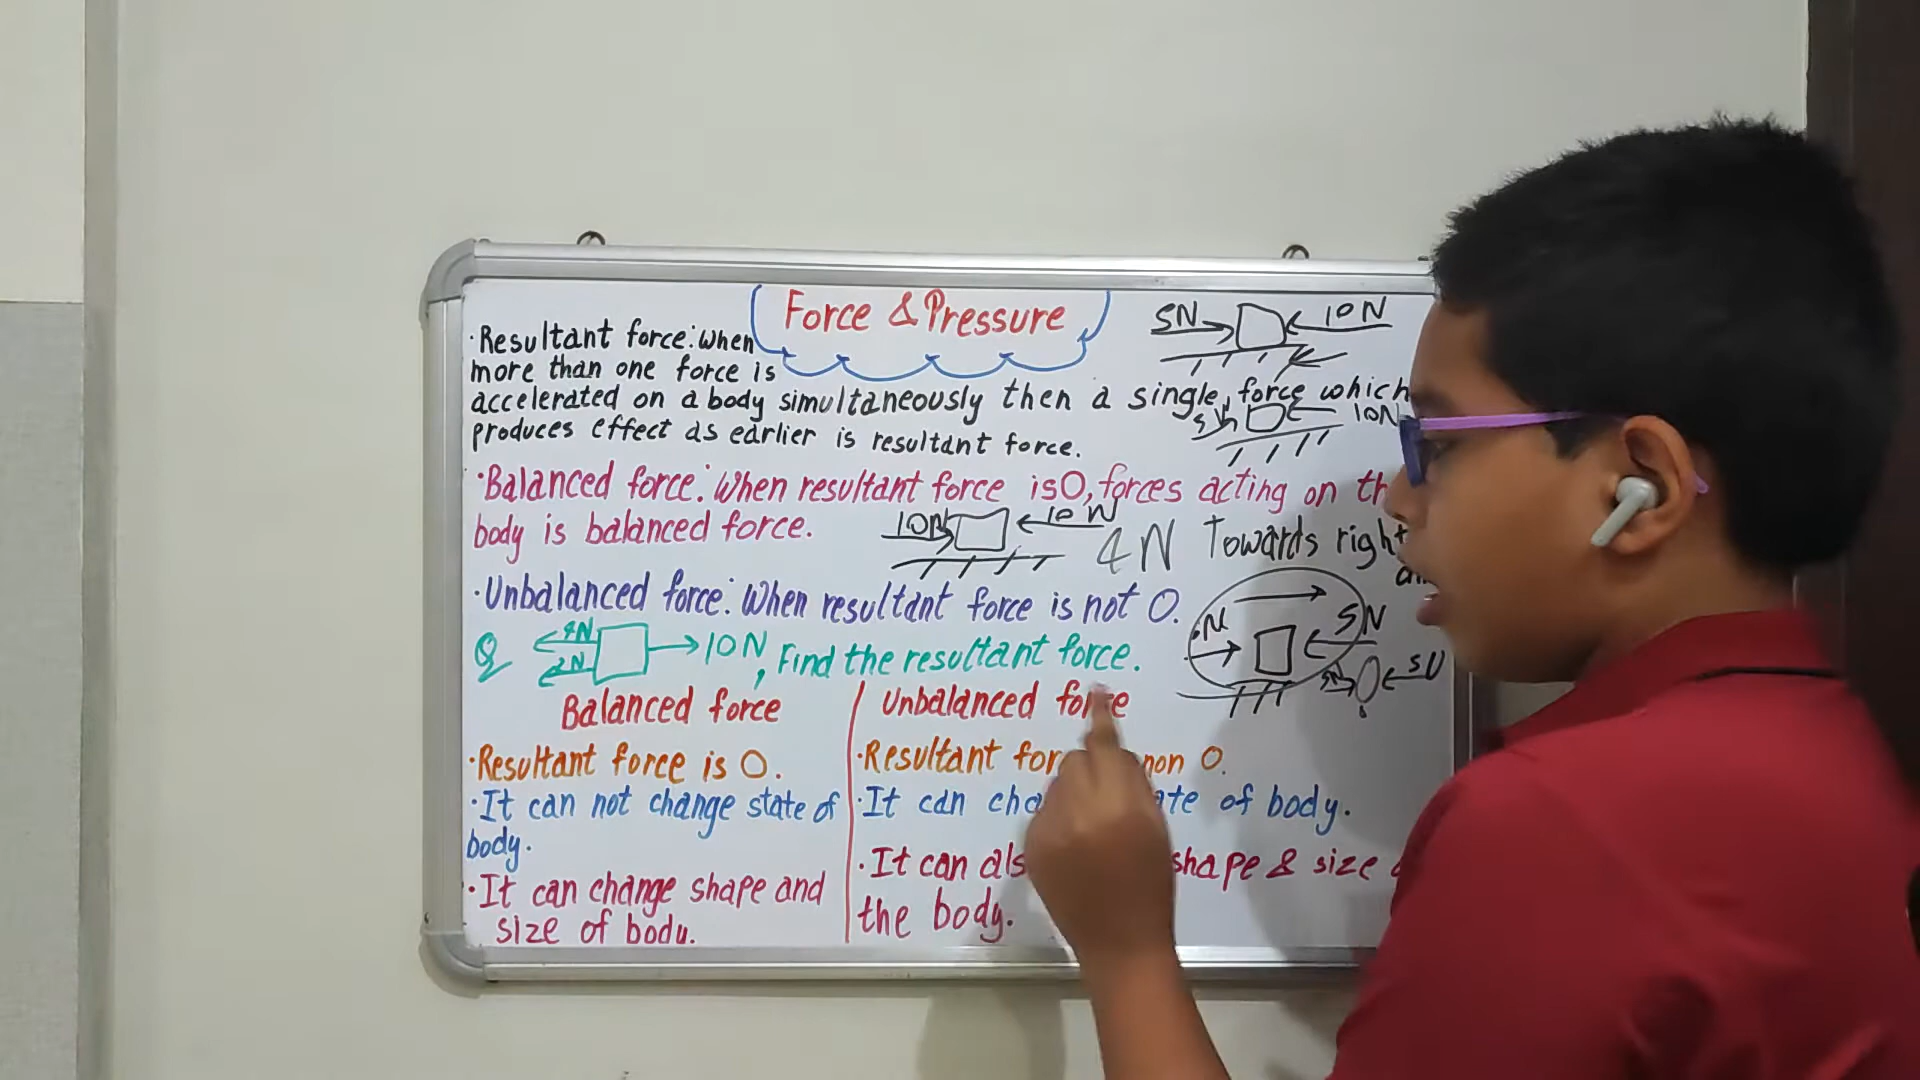 Force & Pressure
5N 10N
·Resultant force: When
more than one force is
accelerated on a body simultaneously then a single force which
produces effect as earlier is resultant force.
10N
·Balanced force: When resultant force is 0, forces acting on
body is balanced force.
10N 10N
4N Towards right
·Unbalanced force: When resultant force is not 0.
5N
Q 4N 2N 10N, Find the resultant force.
Balanced force
Unbalanced force
·Resultant force is 0.
·It can not change state of
body.
·It can change shape and
size of body.
·Resultant non 0.
·It can of body.
·It can shape & size
the body.